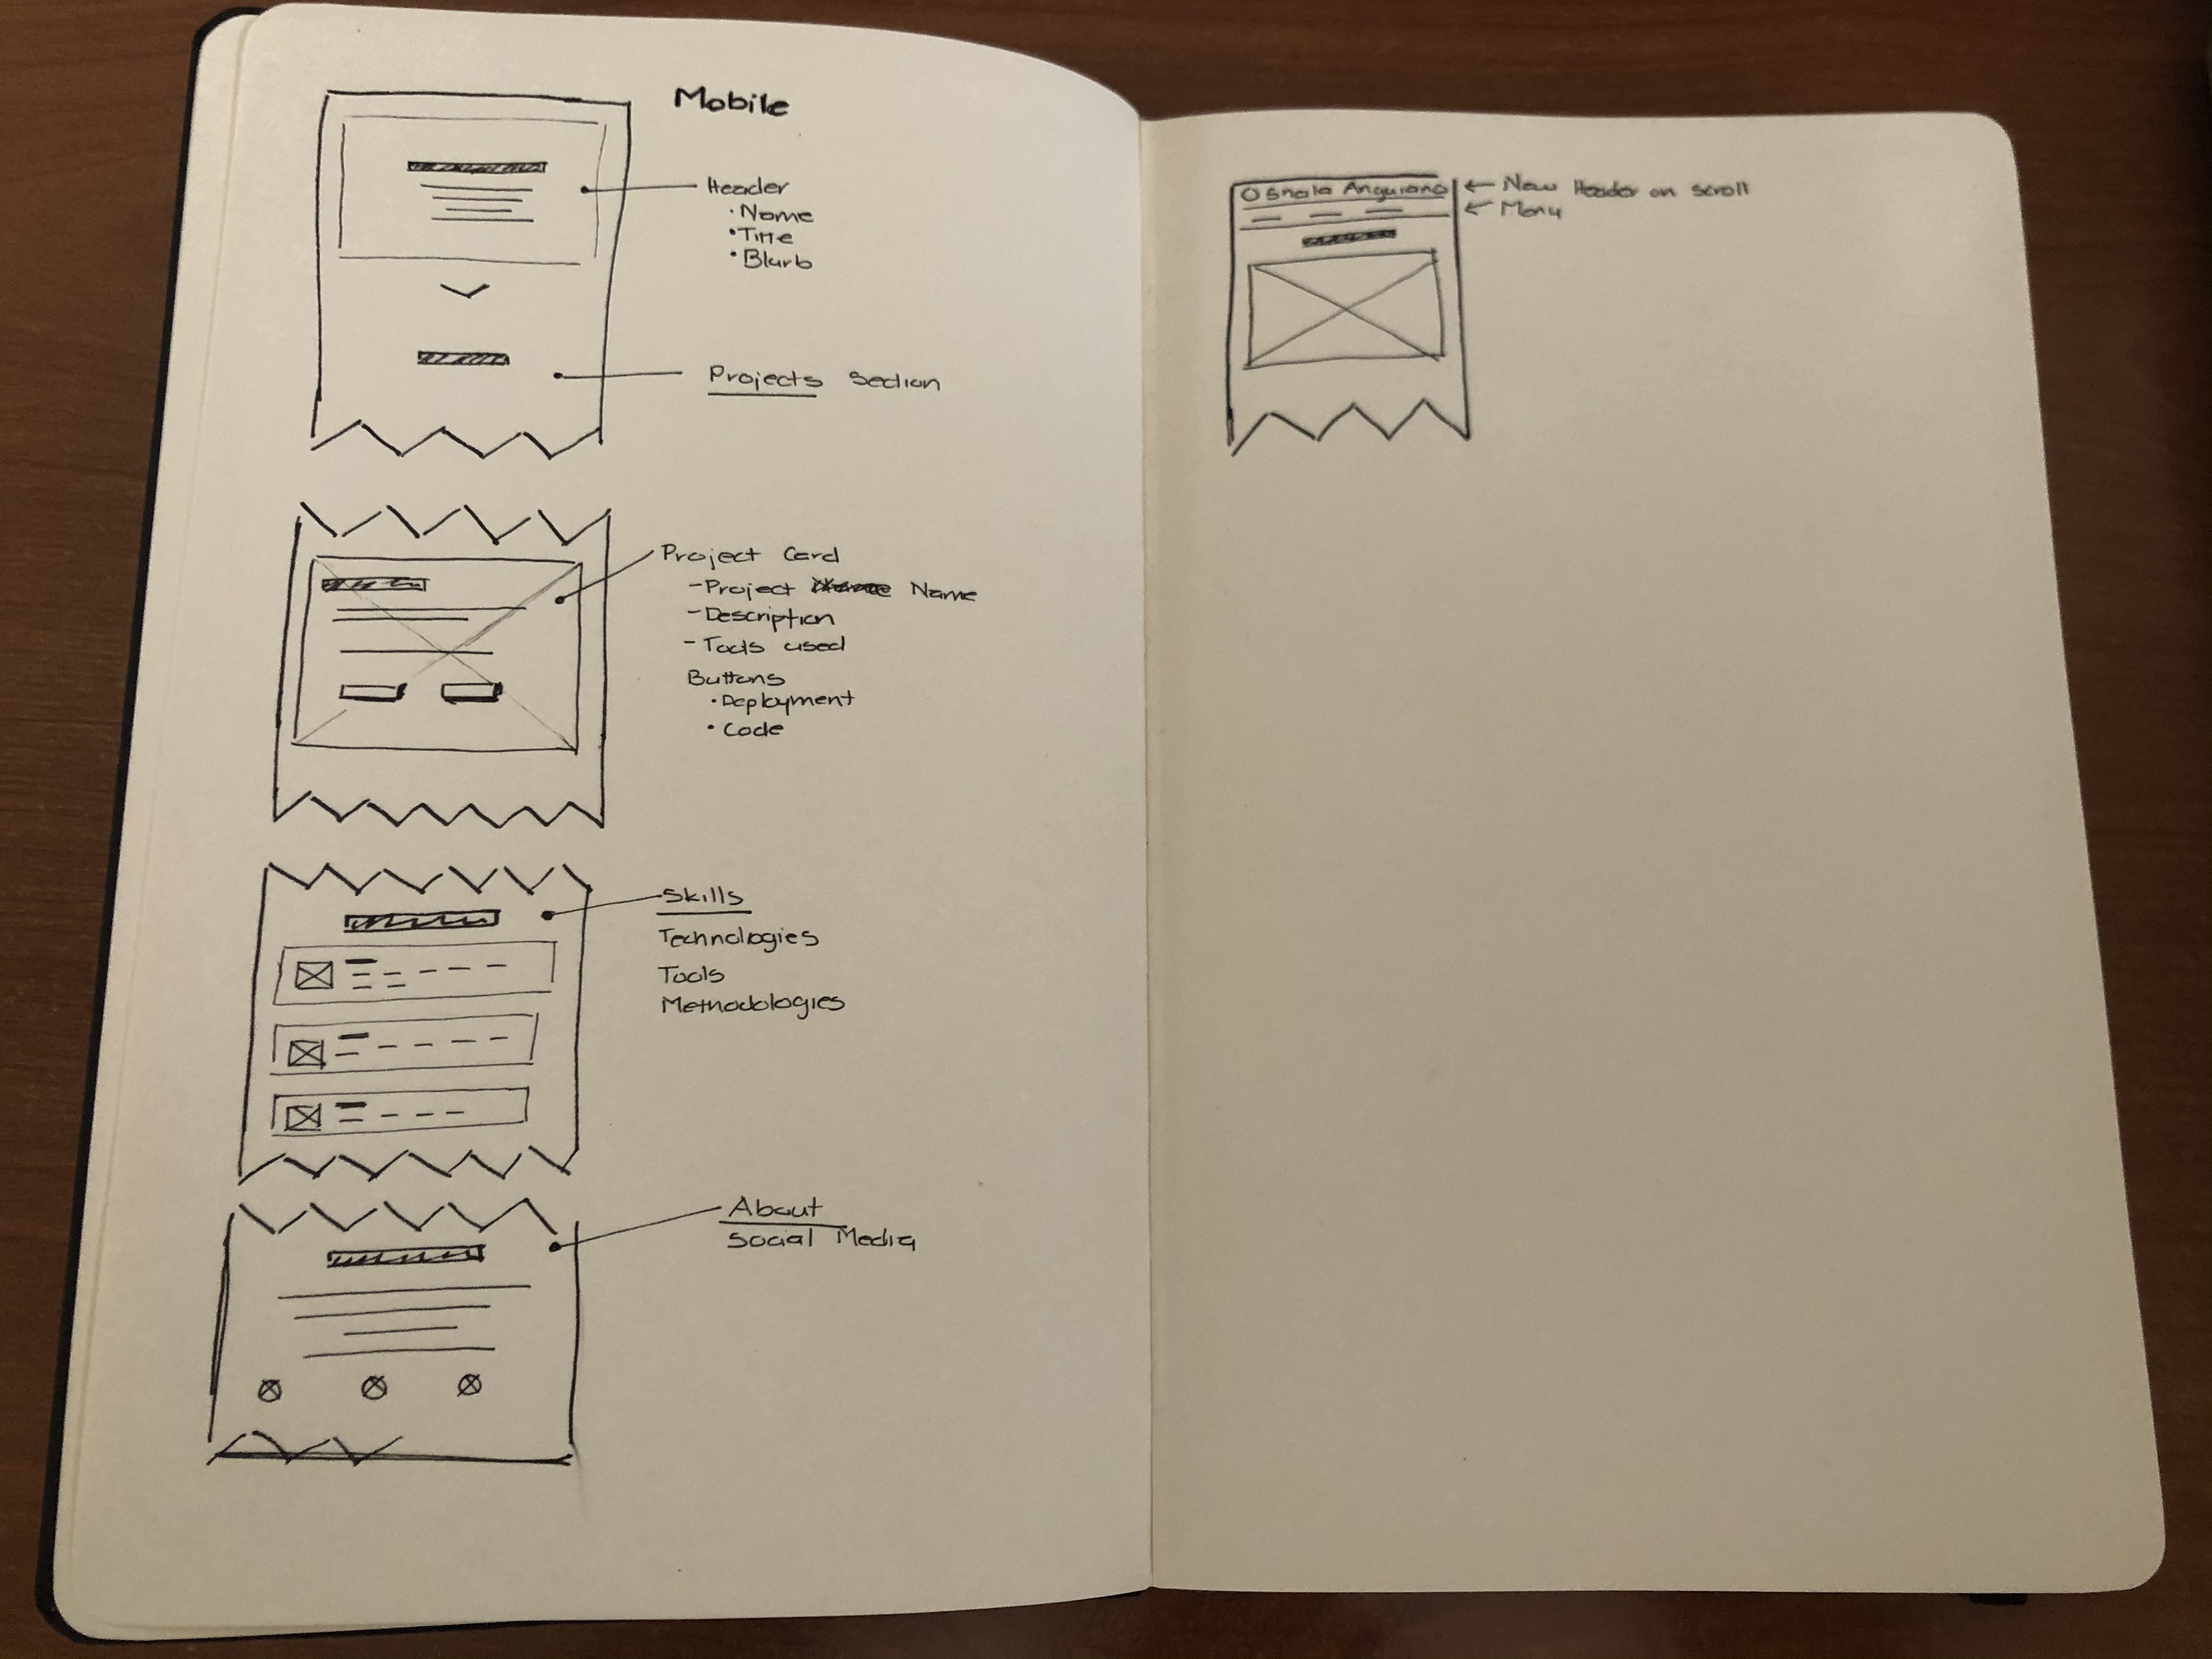 Mobile
Header
· Name
· Title
· Blurb
Projects Section
Project Card
- Project Name
- Description
- Tools used
Buttons
· Deployment
· Code
Skills
Technologies
Tools
Methodologies
About
Social Media
Anguiano
← New Header on scroll
← Menu